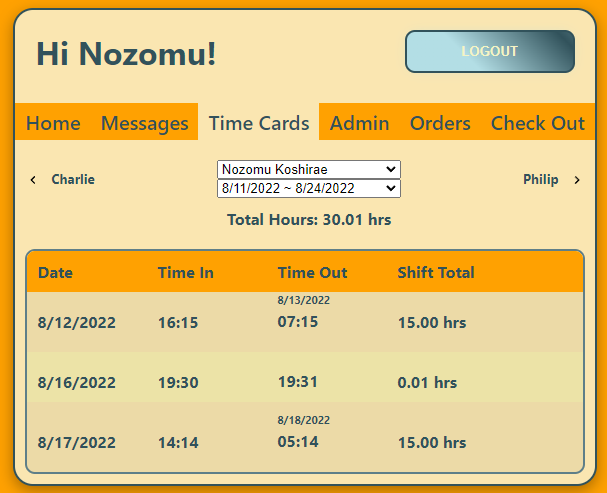 Hi Nozomu!
LOGOUT
Home Messages Time Cards Admin Orders Check Out
Nozomu Koshirae
Charlie Philip
8/11/2022 ~ 8/24/2022
Total Hours: 30.01 hrs
Date Time In Time Out Shift Total
8/13/2022
8/12/2022 16:15 07:15 15.00 hrs
8/16/2022 19:30 19:31 0.01 hrs
8/18/2022
8/17/2022 14:14 05:14 15.00 hrs